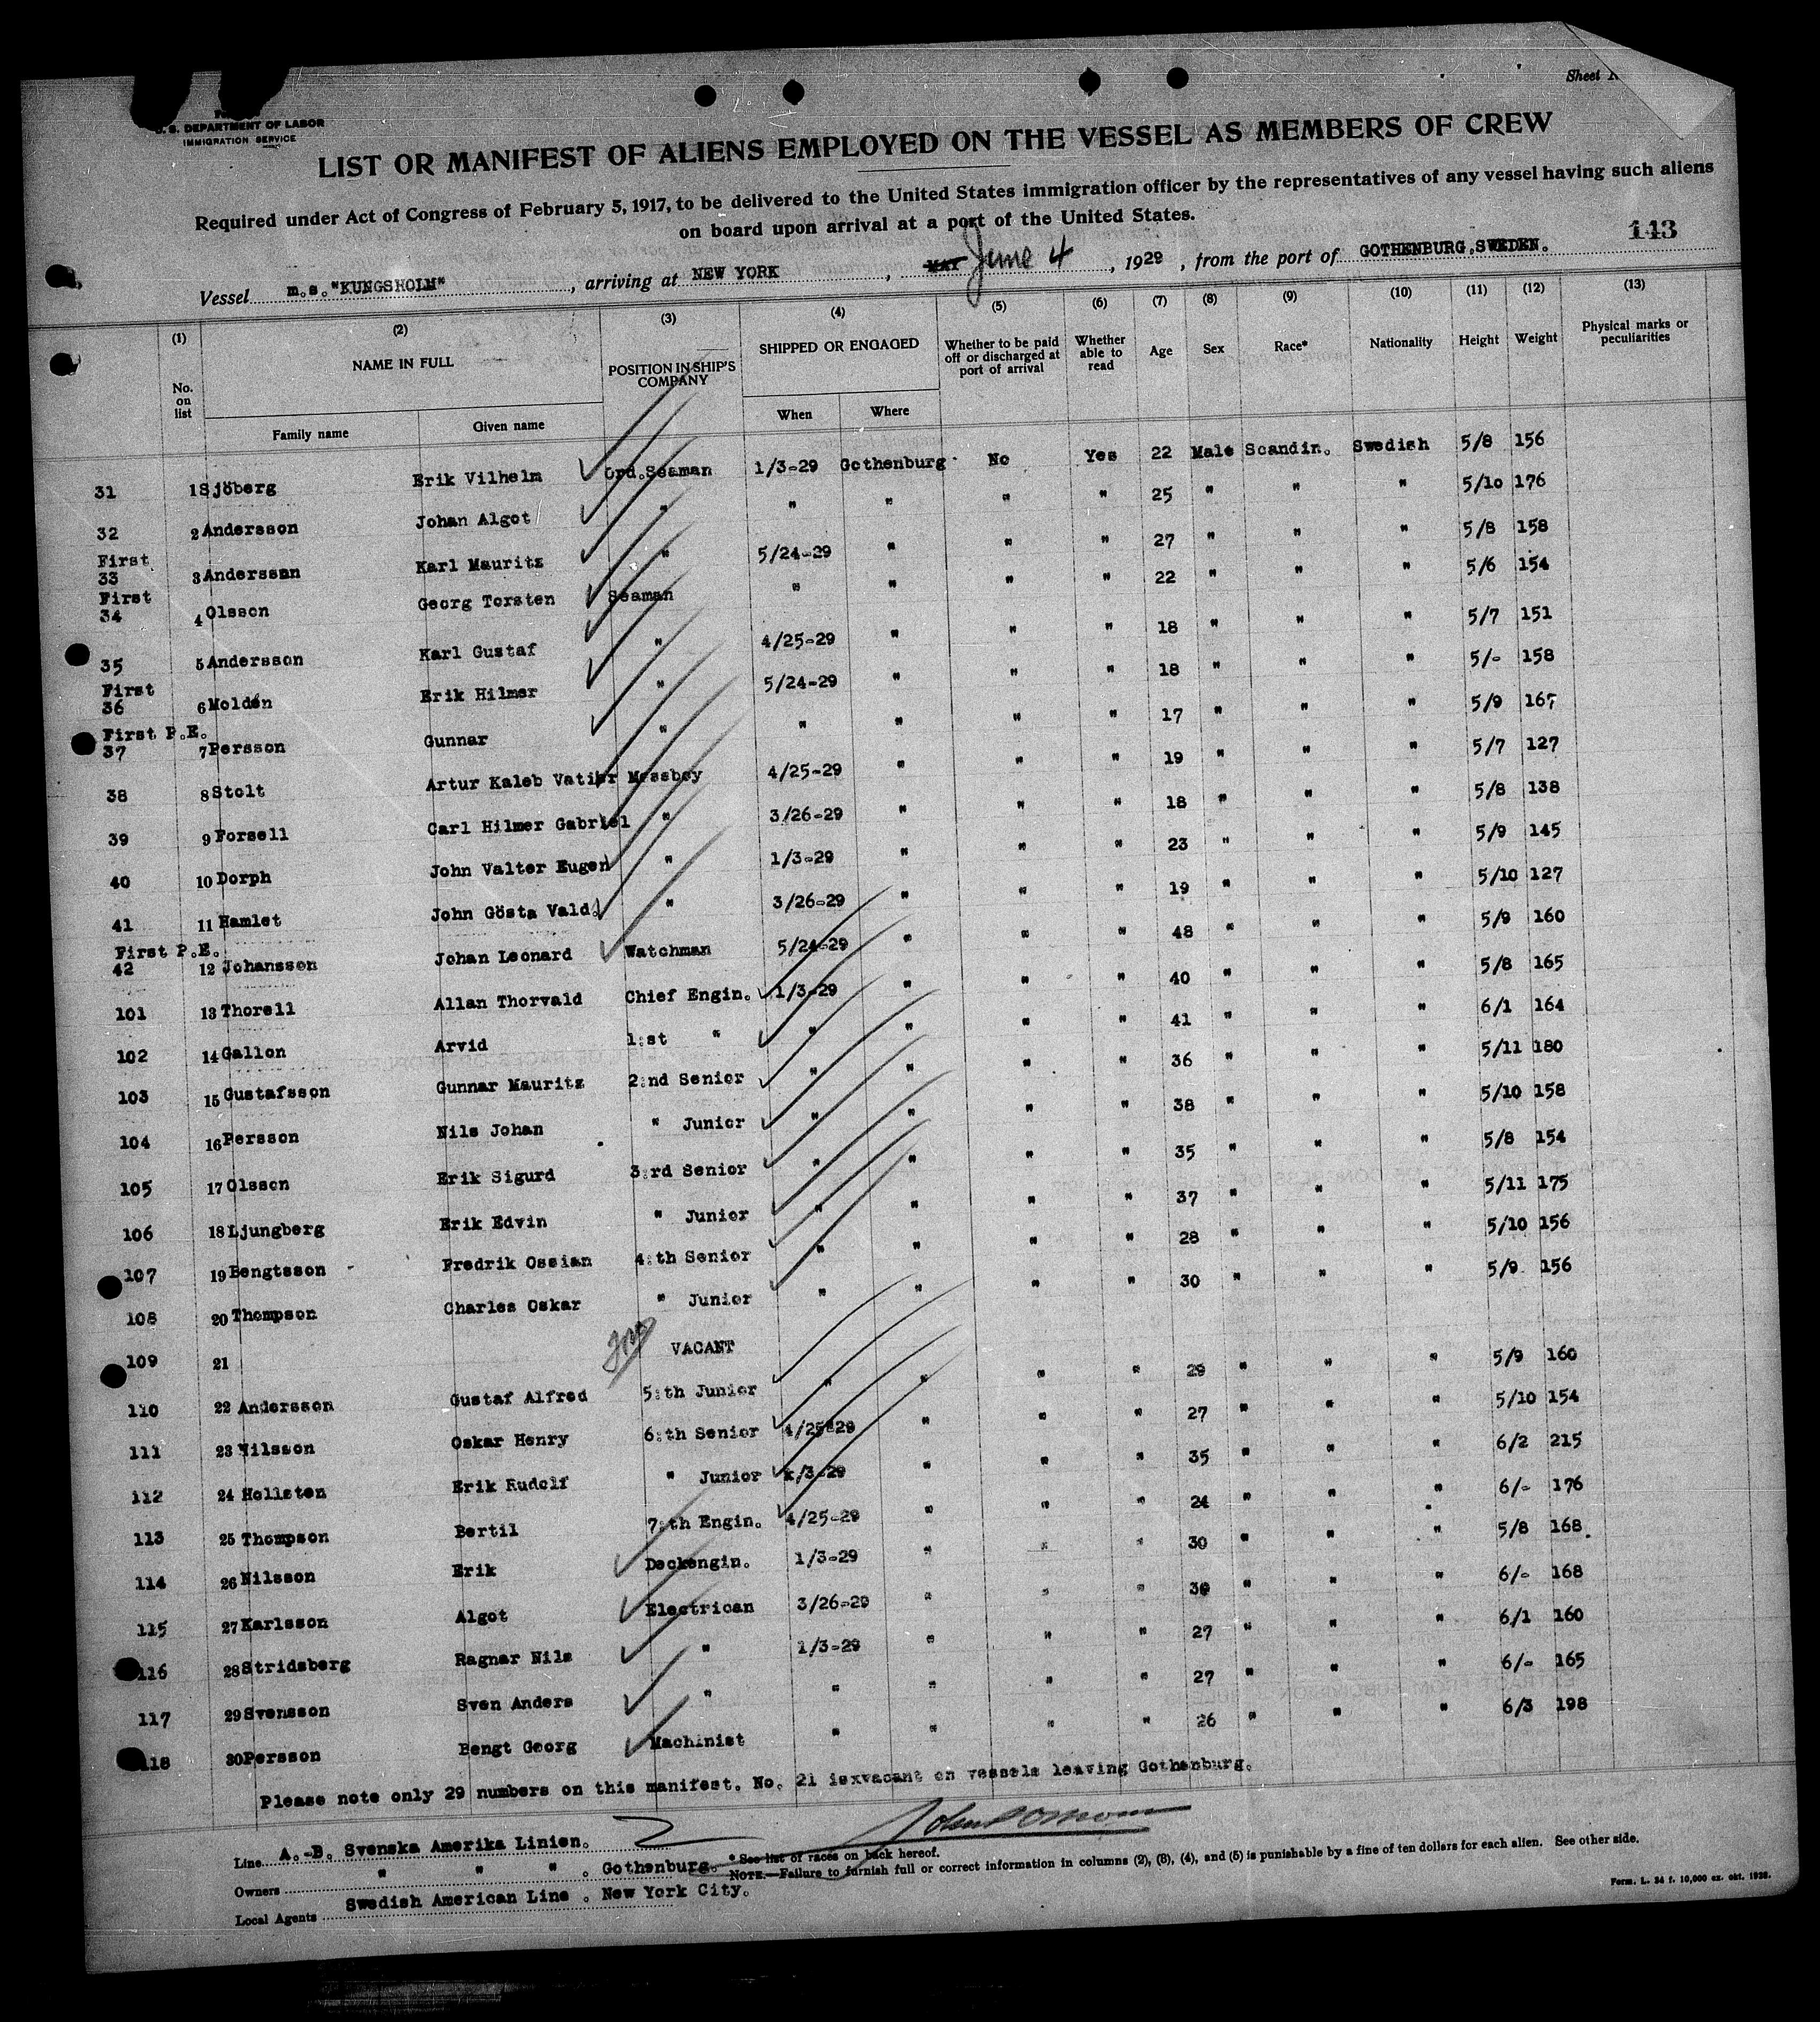 Sheet
U. S. DEPARTMENT OF LABOR
IMMIGRATION SERVICE
LIST OR MANIFEST OF ALIENS EMPLOYED ON THE VESSEL AS MEMBERS OF CREW
Required under Act of Congress of February 5, 1917, to be delivered to the United States immigration officer by the representatives of any vessel having such aliens
on board upon arrival at a port of the United States.
143
Vessel m.s."KUNGSHOLM", arriving at NEW YORK, MAY June 4, 1929, from the port of GOTHENBURG,SWEDEN.
(1) (2) (3) (4) (5) (6) (7) (8) (9) (10) (11) (12) (13)
No. on list NAME IN FULL POSITION IN SHIP'S COMPANY SHIPPED OR ENGAGED Whether to be paid off or discharged at port of arrival Whether able to read Age Sex Race* Nationality Height Weight Physical marks or peculiarities
Family name Given name When Where
31 1 Sjöberg Erik Vilhelm Ord.Seaman 1/3-29 Gothenburg No Yes 22 Male Scandin. Swedish 5/8 156
32 2 Andersson Johan Algot " " " " " 25 " " " 5/10 176
First
33 3 Anderssnn Karl Mauritz " 5/24-29 " " " 27 " " " 5/8 158
First
34 4 Olsson Georg Torsten Seaman " " " " 22 " " " 5/6 154
35 5 Andersson Karl Gustaf " 4/25-29 " " " 18 " " " 5/7 151
First
36 6 Moldén Erik Hilmer " 5/24-29 " " " 18 " " " 5/- 158
First P.E.
37 7 Persson Gunnar " " " " " 17 " " " 5/9 167
38 8 Stolt Artur Kaleb Vatier Messboy 4/25-29 " " " 19 " " " 5/7 127
39 9 Forsell Carl Hilmer Gabriel " 3/26-29 " " " 18 " " " 5/8 138
40 10 Dorph John Valter Eugen " 1/3-29 " " " 23 " " " 5/9 145
41 11 Hamlet John Gösta Vald. " 3/26-29 " " " 19 " " " 5/10 127
First P.E.
42 12 Johansson Johan Leonard Watchman 5/24-29 " " " 48 " " " 5/9 160
101 13 Thorell Allan Thorvald Chief Engin. 1/3-29 " " " 40 " " " 5/8 165
102 14 Gallon Arvid 1:st " " " " " 41 " " " 6/1 164
103 15 Gustafsson Gunnar Mauritz 2:nd Senior " " " " 36 " " " 5/11 180
104 16 Persson Nils Johan " Junior " " " " 38 " " " 5/10 158
105 17 Olsson Erik Sigurd 3:rd Senior " " " " 35 " " " 5/8 154
106 18 Ljungberg Erik Edvin " Junior " " " " 37 " " " 5/11 175
107 19 Bengtsson Fredrik Ossian 4:th Senior " " " " 28 " " " 5/10 156
108 20 Thompson Charles Oskar " Junior " " " " 30 " " " 5/9 156
109 21 VACANT
110 22 Andersson Gustaf Alfred 5:th Junior " " " " 29 " " " 5/9 160
111 23 Nilsson Oskar Henry 6:th Senior 4/25-29 " " " 27 " " " 5/10 154
112 24 Hellsten Erik Rudolf " Junior 1/3-29 " " " 35 " " " 6/2 215
113 25 Thompson Bertil 7:th Engin. 4/25-29 " " " 24 " " " 6/- 176
114 26 Nilsson Erik Deckengin. 1/3-29 " " " 30 " " " 5/8 168
115 27 Karlsson Algot Electrican 3/26-29 " " " 30 " " " 6/- 168
116 28 Stridsberg Ragnar Nils " 1/3-29 " " " 27 " " " 6/1 160
117 29 Svensson Sven Anders " " " " " 27 " " " 6/- 165
118 30 Persson Bengt Georg Machinist " " " " 26 " " " 6/3 198
Please note only 29 numbers on this manifest. No. 21 isxvacant on vessels leaving Gothenburg.
Line A.-B. Svenska Amerika Linien.
Owners " " " . Gothenburg.
Local Agents Swedish American Line . New York City.
* See list of races on back hereof.
NOTE.—Failure to furnish full or correct information in columns (2), (3), (4), and (5) is punishable by a fine of ten dollars for each alien. See other side.
Form. L. 34 f. 10,000 ex. okt. 1928.